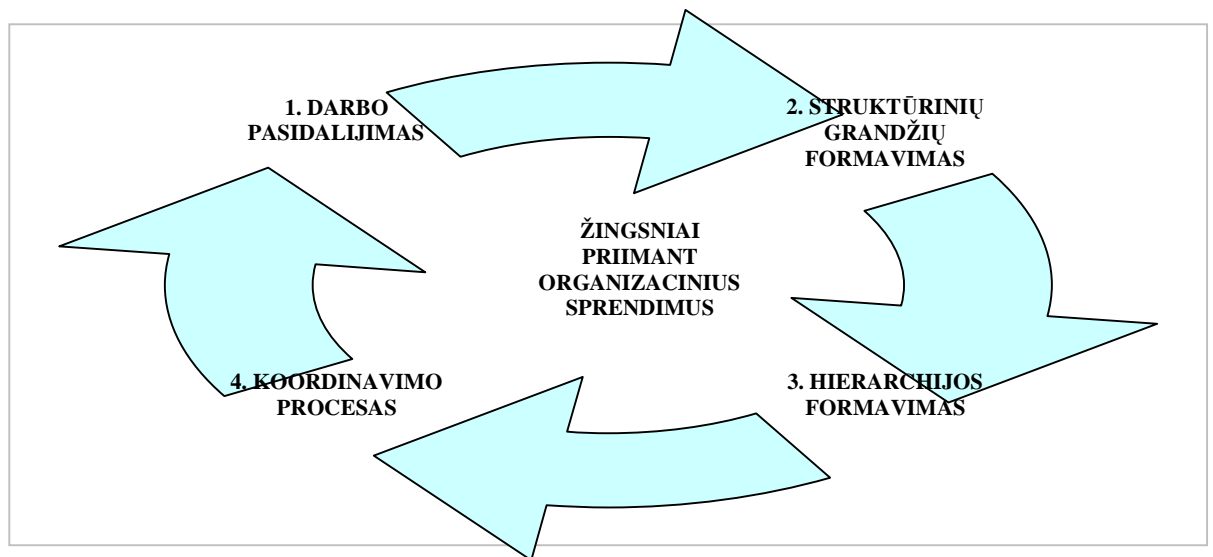 1. DARBO
PASIDALIJIMAS
2. STRUKTŪRINIŲ
GRANDŽIŲ
FORMAVIMAS
ŽINGSNIAI
PRIIMANT
ORGANIZACINIUS
SPRENDIMUS
4. KOORDINAVIMO
PROCESAS
3. HIERARCHIJOS
FORMAVIMAS